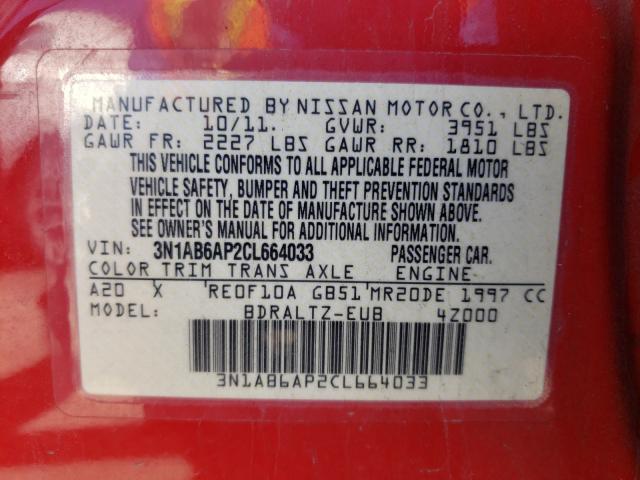 MANUFACTURED BY NISSAN MOTOR CO., LTD.
DATE: 10/11. GVWR: 3951 LBS
GAWR FR: 2227 LBS GAWR RR: 1810 LBS
THIS VEHICLE CONFORMS TO ALL APPLICABLE FEDERAL MOTOR
VEHICLE SAFETY, BUMPER AND THEFT PREVENTION STANDARDS
IN EFFECT ON THE DATE OF MANUFACTURE SHOWN ABOVE.
SEE OWNER'S MANUAL FOR ADDITIONAL INFORMATION.
VIN: 3N1AB6AP2CL664033 PASSENGER CAR.
COLOR TRIM TRANS AXLE ENGINE
A20 X RE0F10A GB51 MR20DE 1997 CC
MODEL: BDRALTZ-EUB 4Z000
3N1AB6AP2CL664033